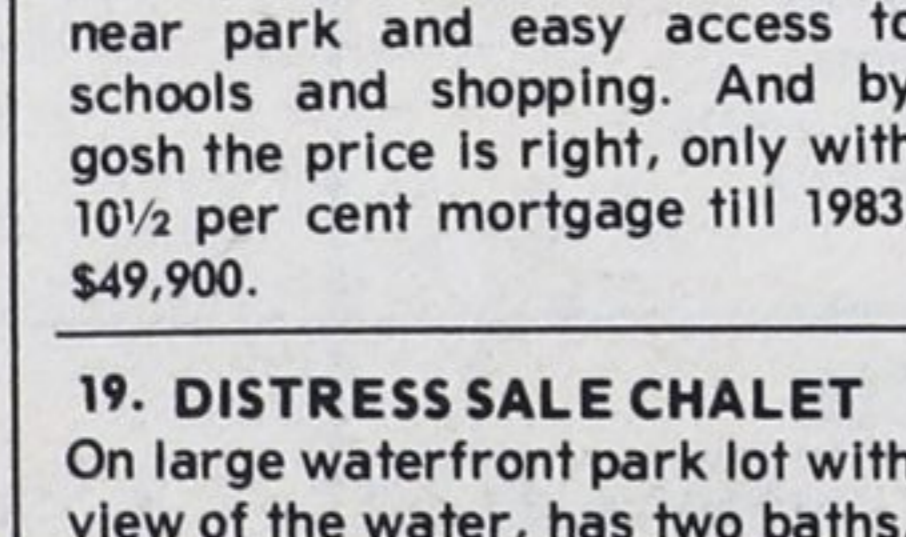 near park and easy access to
schools and shopping. And by
gosh the price is right, only with
10½ per cent mortgage till 1983
$49,900.
19. DISTRESS SALE CHALET
On large waterfront park lot with
view of the water, has two baths,